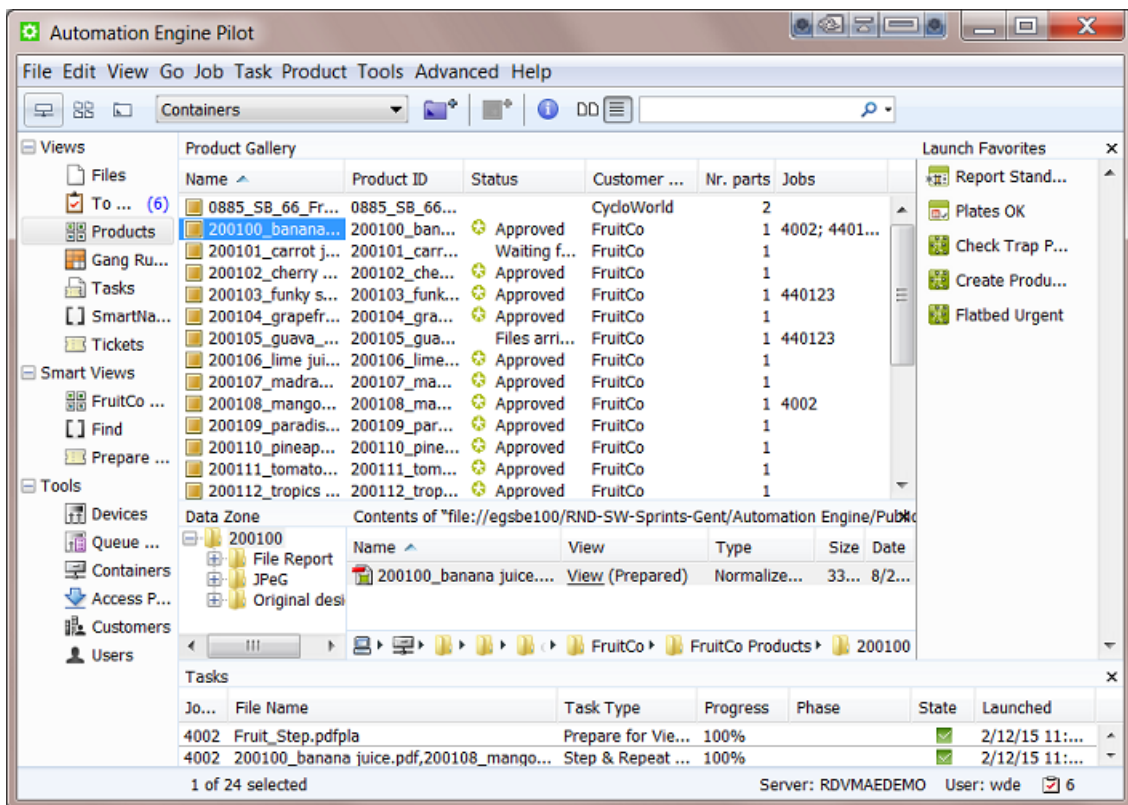 Automation Engine Pilot
File Edit View Go Job Task Product Tools Advanced Help
Containers
Views
Files
To ... (6)
Products
Gang Ru...
Tasks
SmartNa...
Tickets
Smart Views
FruitCo ...
Find
Prepare ...
Tools
Devices
Queue ...
Containers
Access P...
Customers
Users
Product Gallery
Name Product ID Status Customer ... Nr. parts Jobs
0885_SB_66_Fr... 0885_SB_66... CycloWorld 2
200100_banana... 200100_ban... Approved FruitCo 1 4002; 4401...
200101_carrot j... 200101_carr... Waiting f... FruitCo 1
200102_cherry ... 200102_che... Approved FruitCo 1
200103_funky s... 200103_funk... Approved FruitCo 1 440123
200104_grapefr... 200104_gra... Approved FruitCo 1
200105_guava_... 200105_gua... Files arri... FruitCo 1 440123
200106_lime jui... 200106_lime... Approved FruitCo 1
200107_madra... 200107_ma... Approved FruitCo 1
200108_mango... 200108_ma... Approved FruitCo 1 4002
200109_paradis... 200109_par... Approved FruitCo 1
200110_pineap... 200110_pine... Approved FruitCo 1
200111_tomato... 200111_tom... Approved FruitCo 1
200112_tropics ... 200112_trop... Approved FruitCo 1
Launch Favorites
Report Stand...
Plates OK
Check Trap P...
Create Produ...
Flatbed Urgent
Data Zone
200100
File Report
JPeG
Original desi
Contents of "file://egsbe100/RND-SW-Sprints-Gent/Automation Engine/
Name View Type Size Date
200100_banana juice.... View (Prepared) Normalize... 33... 8/2...
FruitCo FruitCo Products 200100
Tasks
Jo... File Name Task Type Progress Phase State Launched
4002 Fruit_Step.pdfpla Prepare for Vie... 100% 2/12/15 11:...
4002 200100_banana juice.pdf,200108_mango... Step & Repeat ... 100% 2/12/15 11:...
1 of 24 selected Server: RDVMAEDEMO User: wde 6